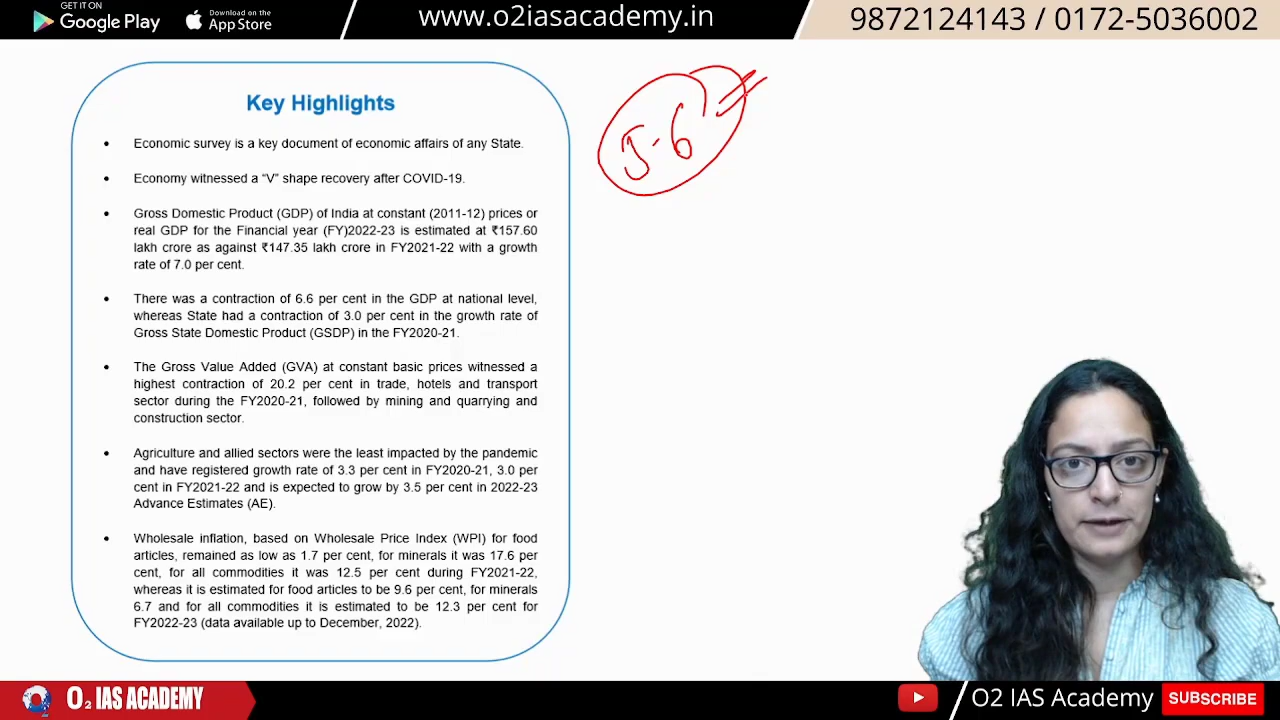 GET IT ON
Google Play
Download on the
App Store
www.o2iasacademy.in
9872124143 / 0172-5036002
Key Highlights
• Economic survey is a key document of economic affairs of any State.
• Economy witnessed a “V” shape recovery after COVID-19.
• Gross Domestic Product (GDP) of India at constant (2011-12) prices or
real GDP for the Financial year (FY)2022-23 is estimated at ₹157.60
lakh crore as against ₹147.35 lakh crore in FY2021-22 with a growth
rate of 7.0 per cent.
• There was a contraction of 6.6 per cent in the GDP at national level,
whereas State had a contraction of 3.0 per cent in the growth rate of
Gross State Domestic Product (GSDP) in the FY2020-21.
• The Gross Value Added (GVA) at constant basic prices witnessed a
highest contraction of 20.2 per cent in trade, hotels and transport
sector during the FY2020-21, followed by mining and quarrying and
construction sector.
• Agriculture and allied sectors were the least impacted by the pandemic
and have registered growth rate of 3.3 per cent in FY2020-21, 3.0 per
cent in FY2021-22 and is expected to grow by 3.5 per cent in 2022-23
Advance Estimates (AE).
• Wholesale inflation, based on Wholesale Price Index (WPI) for food
articles, remained as low as 1.7 per cent, for minerals it was 17.6 per
cent, for all commodities it was 12.5 per cent during FY2021-22,
whereas it is estimated for food articles to be 9.6 per cent, for minerals
6.7 and for all commodities it is estimated to be 12.3 per cent for
FY2022-23 (data available up to December, 2022).
O2 IAS ACADEMY
O2 IAS Academy
SUBSCRIBE